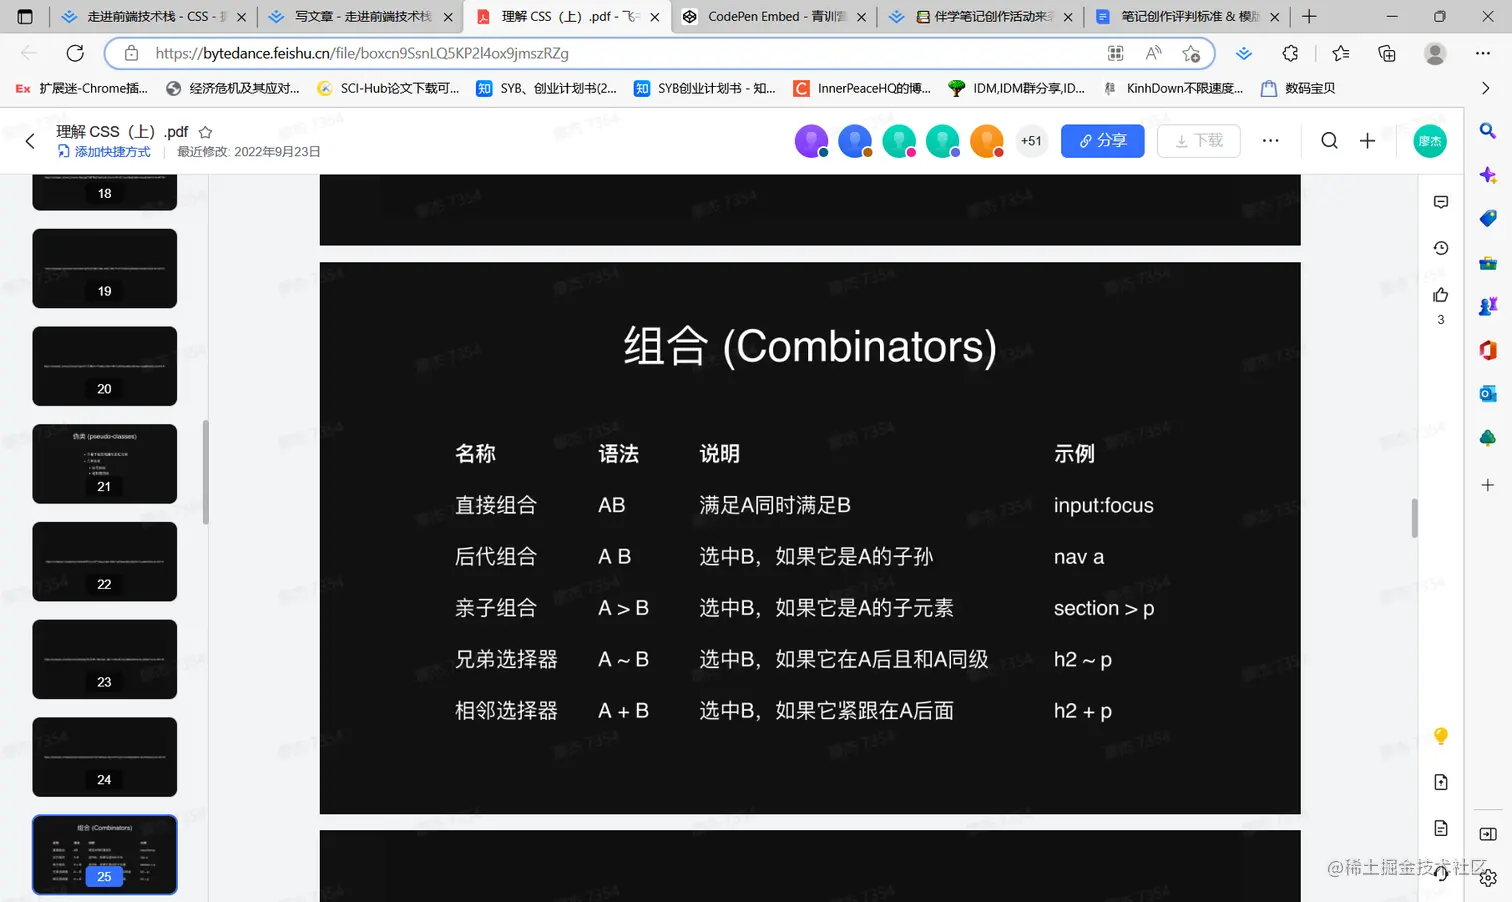 走进前端技术栈 - CSS - 
写文章 - 走进前端技术栈
理解 CSS（上）.pdf - 飞
CodePen Embed - 青训营
伴学笔记创作活动来
笔记创作评判标准 & 模
https://bytedance.feishu.cn/file/boxcn9SsnLQ5KP2l4ox9jmszRZg
扩展迷-Chrome插...
经济危机及其应对...
SCI-Hub论文下载可...
SYB、创业计划书(2...
SYB创业计划书 - 知...
InnerPeaceHQ的博...
IDM,IDM群分享,ID...
KinhDown不限速度...
数码宝贝
理解 CSS（上）.pdf
添加快捷方式
最近修改: 2022年9月23日
+51
分享
下载
廖杰
18
19
20
伪类 (pseudo-classes)
21
22
23
24
组合 (Combinators)
25
组合 (Combinators)
名称 语法 说明 示例
直接组合 AB 满足A同时满足B input:focus
后代组合 A B 选中B，如果它是A的子孙 nav a
亲子组合 A > B 选中B，如果它是A的子元素 section > p
兄弟选择器 A ~ B 选中B，如果它在A后且和A同级 h2 ~ p
相邻选择器 A + B 选中B，如果它紧跟在A后面 h2 + p
3
廖杰 7354
@稀土掘金技术社区